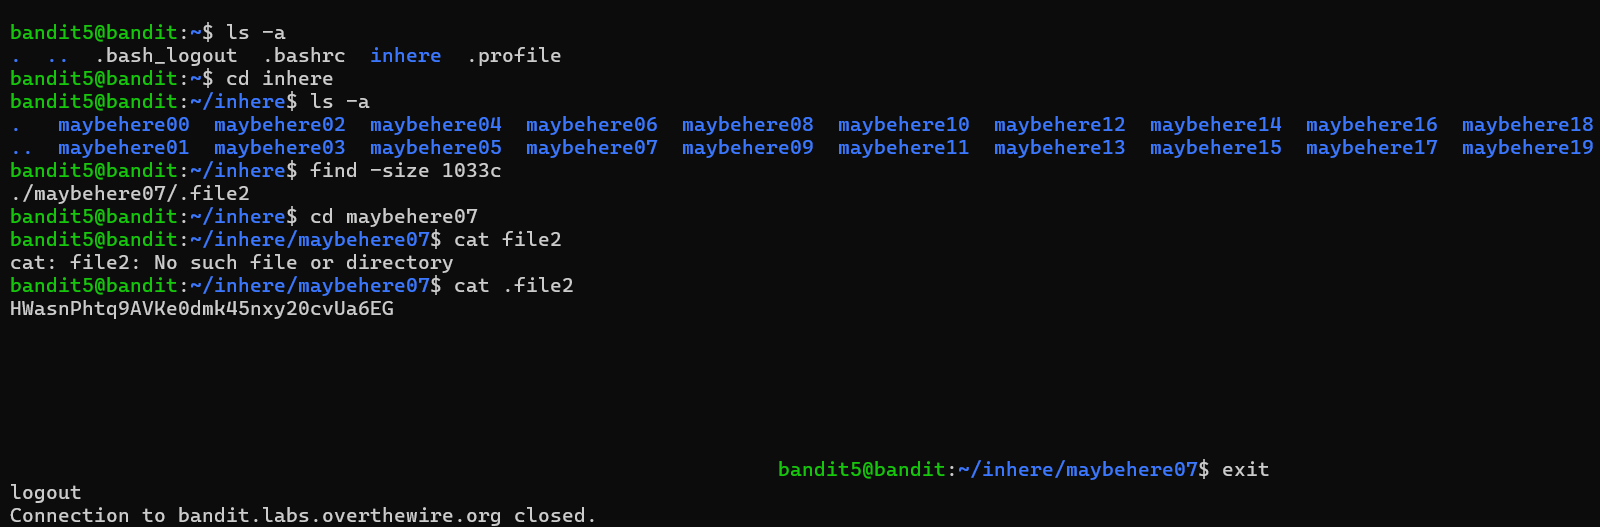 bandit5@bandit:~$ ls -a
.  ..  .bash_logout  .bashrc  inhere  .profile
bandit5@bandit:~$ cd inhere
bandit5@bandit:~/inhere$ ls -a
.   maybehere00  maybehere02  maybehere04  maybehere06  maybehere08  maybehere10  maybehere12  maybehere14  maybehere16  maybehere18
..  maybehere01  maybehere03  maybehere05  maybehere07  maybehere09  maybehere11  maybehere13  maybehere15  maybehere17  maybehere19
bandit5@bandit:~/inhere$ find -size 1033c
./maybehere07/.file2
bandit5@bandit:~/inhere$ cd maybehere07
bandit5@bandit:~/inhere/maybehere07$ cat file2
cat: file2: No such file or directory
bandit5@bandit:~/inhere/maybehere07$ cat .file2
HWasnPhtq9AVKe0dmk45nxy20cvUa6EG
bandit5@bandit:~/inhere/maybehere07$ exit
logout
Connection to bandit.labs.overthewire.org closed.